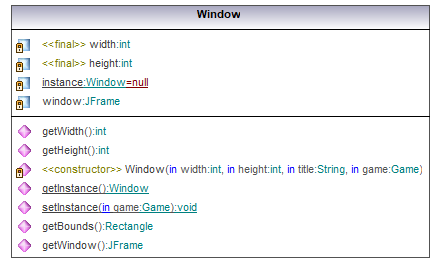 Window
<<final>> width:int
<<final>> height:int
instance:Window=null
window:JFrame
getWidth():int
getHeight():int
<<constructor>> Window(in width:int, in height:int, in title:String, in game:Game)
getInstance():Window
setInstance(in game:Game):void
getBounds():Rectangle
getWindow():JFrame